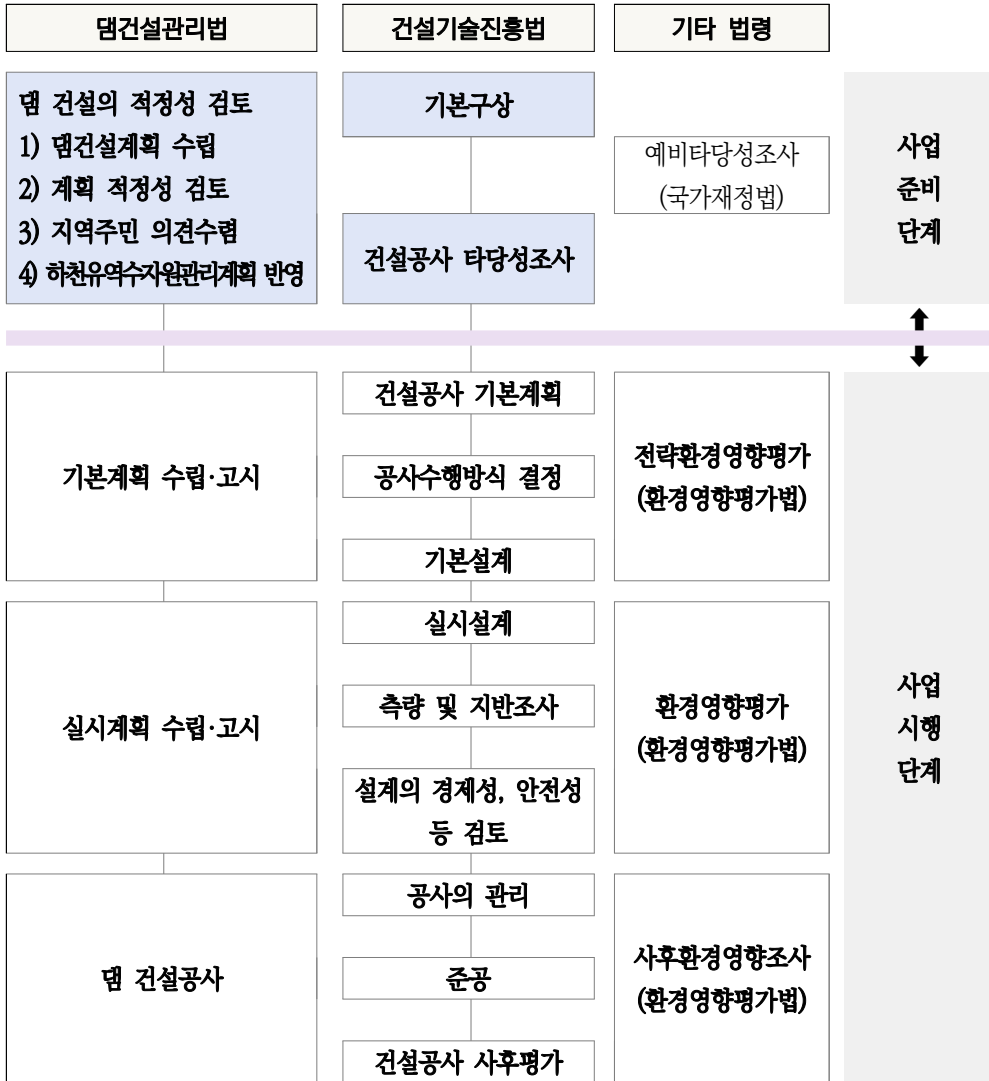 댐건설관리법
건설기술진흥법
기타 법령
댐 건설의 적정성 검토
1) 댐건설계획 수립
2) 계획 적정성 검토
3) 지역주민 의견수렴
4) 하천유역수자원관리계획 반영
기본구상
건설공사 타당성조사
예비타당성조사
(국가재정법)
사업
준비
단계
기본계획 수립·고시
건설공사 기본계획
공사수행방식 결정
기본설계
전략환경영향평가
(환경영향평가법)
실시계획 수립·고시
실시설계
측량 및 지반조사
설계의 경제성, 안전성
등 검토
환경영향평가
(환경영향평가법)
사업
시행
단계
댐 건설공사
공사의 관리
준공
건설공사 사후평가
사후환경영향조사
(환경영향평가법)